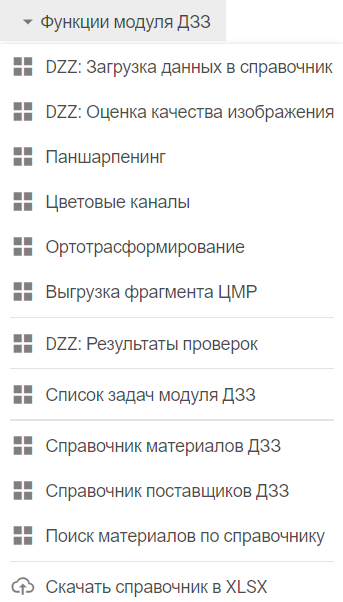 Функции модуля ДЗЗ
DZZ: Загрузка данных в справочник
DZZ: Оценка качества изображения
Паншарпенинг
Цветовые каналы
Ортотрасформирование
Выгрузка фрагмента ЦМР
DZZ: Результаты проверок
Список задач модуля ДЗЗ
Справочник материалов ДЗЗ
Справочник поставщиков ДЗЗ
Поиск материалов по справочнику
Скачать справочник в XLSX